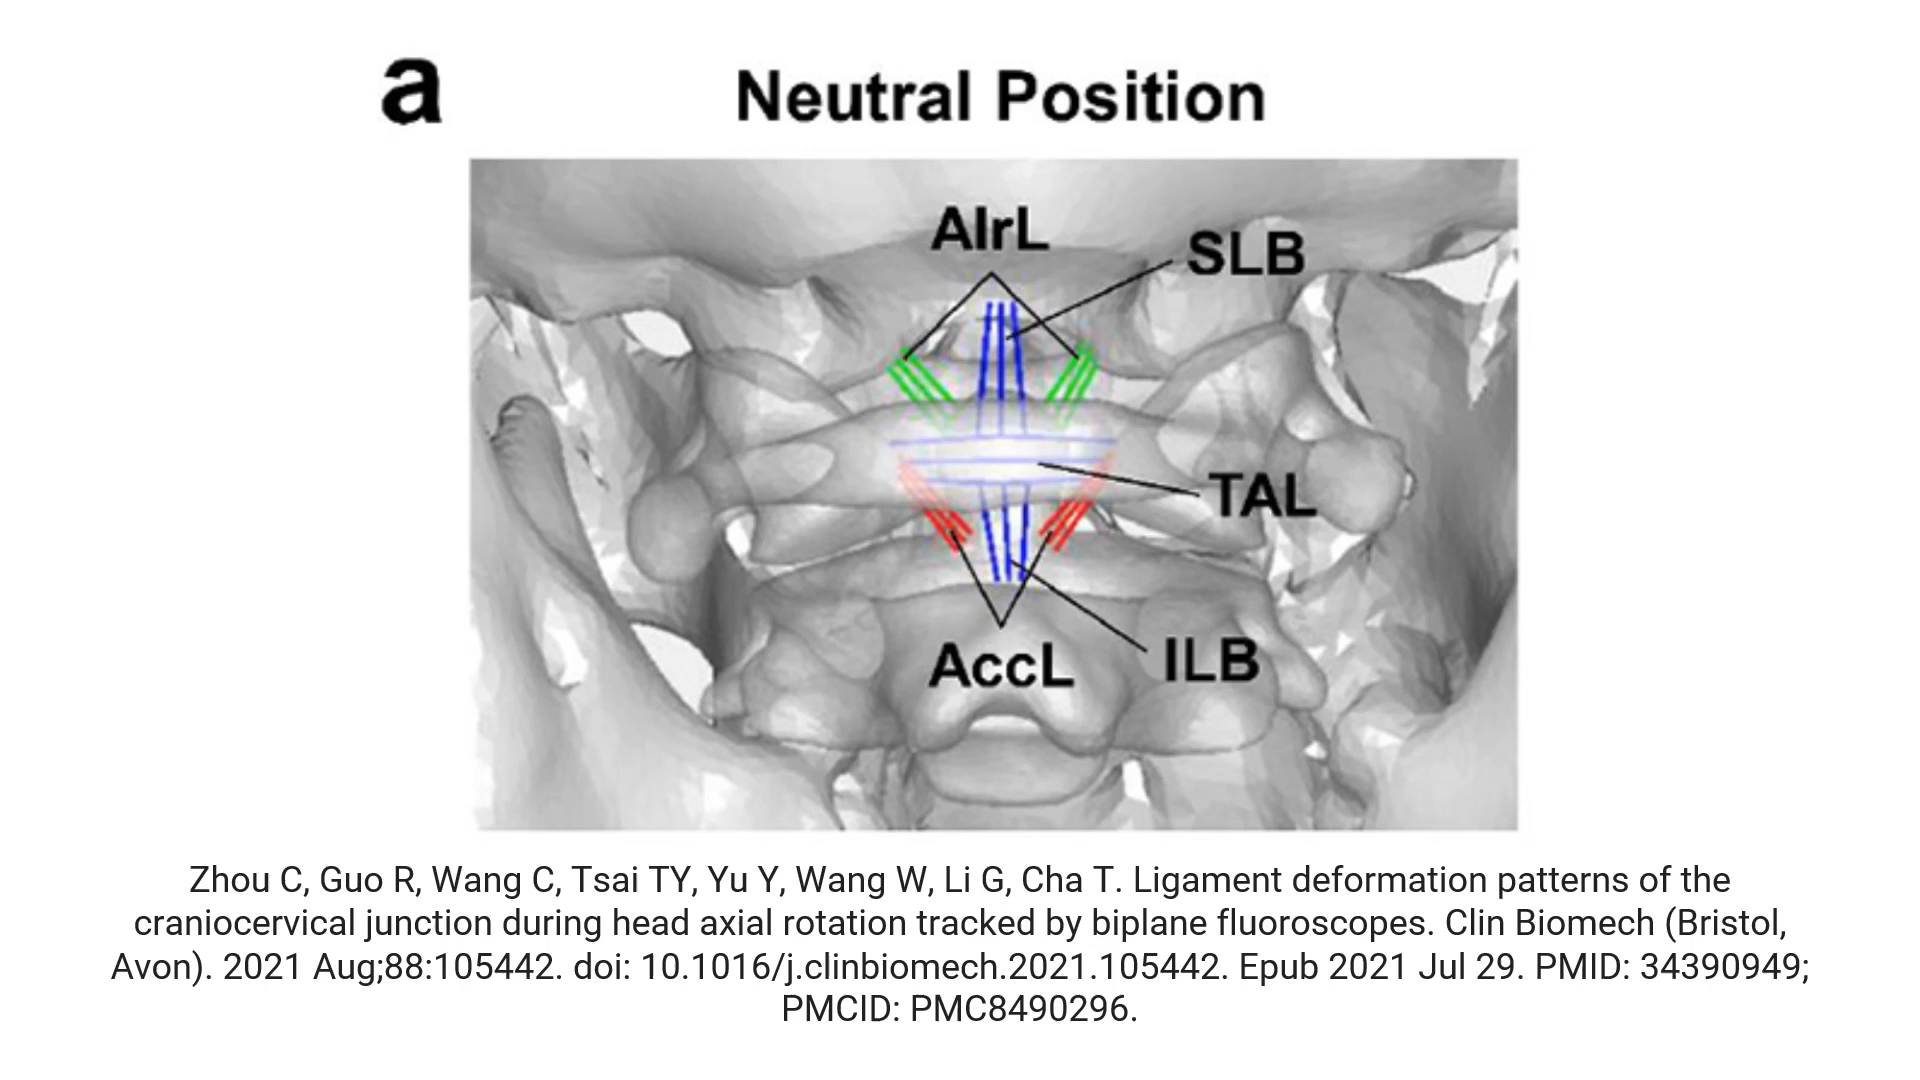 a
Neutral Position
AlrL
SLB
TAL
AccL
ILB
Zhou C, Guo R, Wang C, Tsai TY, Yu Y, Wang W, Li G, Cha T. Ligament deformation patterns of the
craniocervical junction during head axial rotation tracked by biplane fluoroscopes. Clin Biomech (Bristol,
Avon). 2021 Aug;88:105442. doi: 10.1016/j.clinbiomech.2021.105442. Epub 2021 Jul 29. PMID: 34390949;
PMCID: PMC8490296.